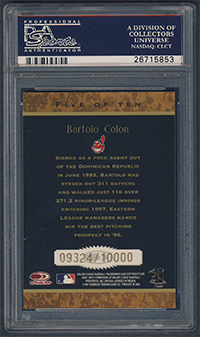 PROFESSIONAL
PSA
Sports
AUTHENTICATOR
A DIVISION OF
COLLECTORS
UNIVERSE
NASDAQ: CLCT
26715853
FIVE OF TEN
Bartolo Colon
SIGNED AS A FREE AGENT OUT
OF THE DOMINICAN REPUBLIC
IN JUNE 1993, BARTOLO HAS
STRUCK OUT 311 BATTERS
AND WALKED JUST 116 OVER
271.2 MINOR-LEAGUE INNINGS
ENTERING 1997. EASTERN
LEAGUE MANAGERS NAMED
HIM THE BEST PITCHING
PROSPECT IN '96.
09324/10000